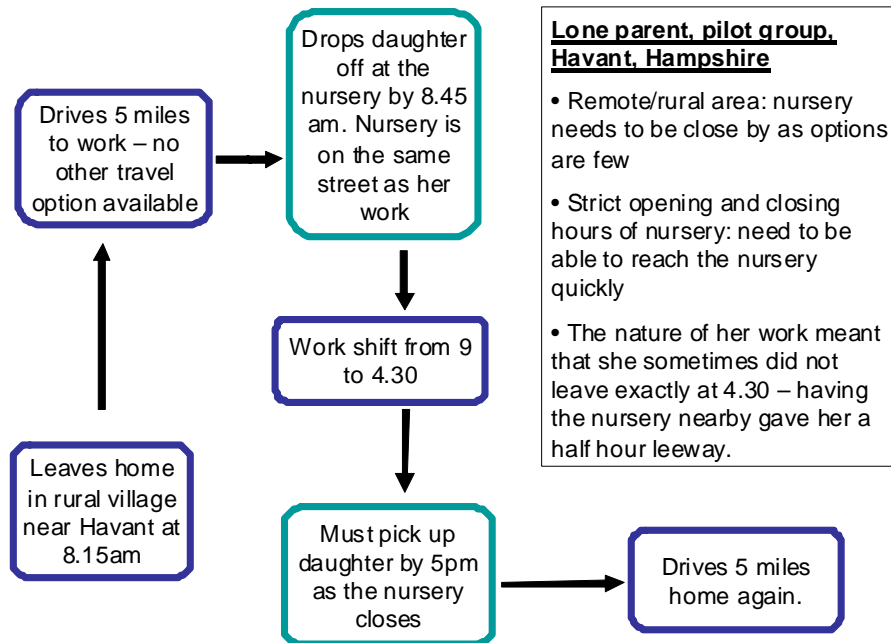 Leaves home
in rural village
near Havant at
8.15am
Drives 5 miles
to work – no
other travel
option available
Drops daughter
off at the
nursery by 8.45
am. Nursery is
on the same
street as her
work
Work shift from 9
to 4.30
Must pick up
daughter by 5pm
as the nursery
closes
Drives 5 miles
home again.
Lone parent, pilot group,
Havant, Hampshire
• Remote/rural area: nursery
needs to be close by as options
are few
• Strict opening and closing
hours of nursery: need to be
able to reach the nursery
quickly
• The nature of her work meant
that she sometimes did not
leave exactly at 4.30 – having
the nursery nearby gave her a
half hour leeway.